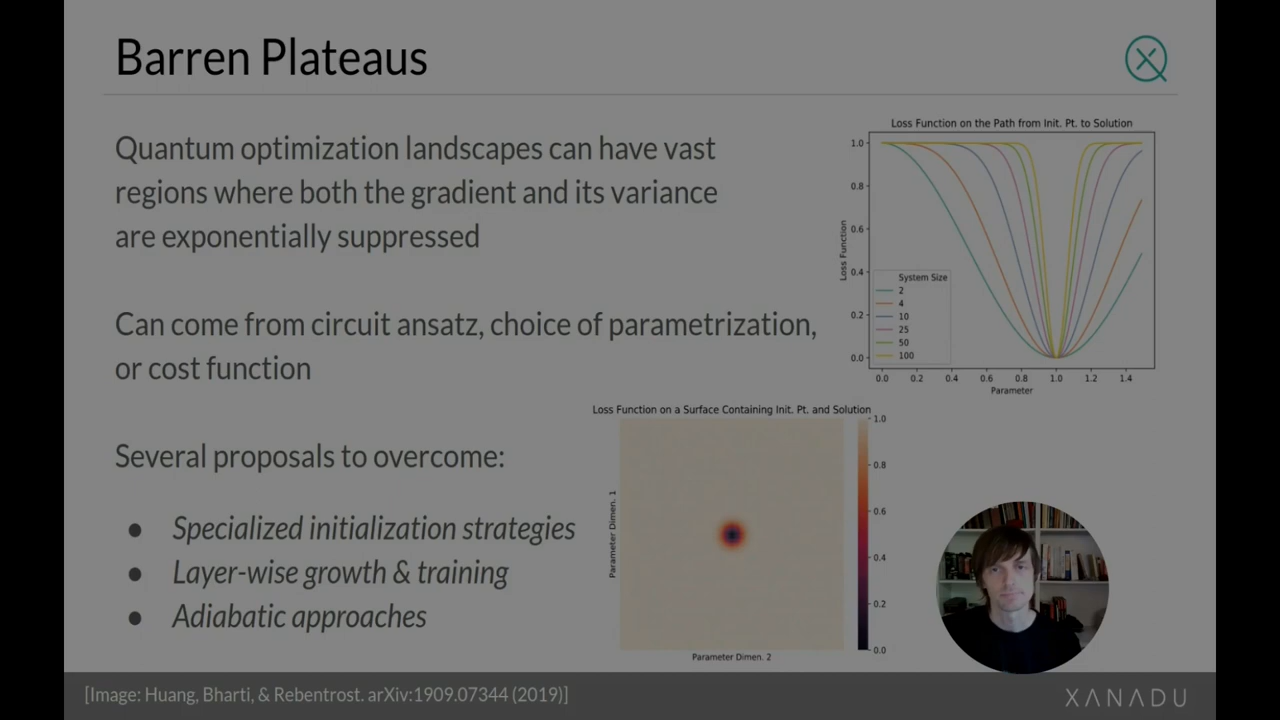 Barren Plateaus
Quantum optimization landscapes can have vast
regions where both the gradient and its variance
are exponentially suppressed
Can come from circuit ansatz, choice of parametrization,
or cost function
Several proposals to overcome:
● Specialized initialization strategies
● Layer-wise growth & training
● Adiabatic approaches
Loss Function on the Path from Init. Pt. to Solution
1.0
0.8
0.6
0.4
0.2
0.0
Loss Function
System Size
2
4
10
25
50
100
0.0 0.2 0.4 0.6 0.8 1.0 1.2 1.4
Parameter
Loss Function on a Surface Containing Init. Pt. and Solution
Parameter Dimen. 1
Parameter Dimen. 2
1.0
0.8
0.6
0.4
0.2
0.0
[Image: Huang, Bharti, & Rebentrost. arXiv:1909.07344 (2019)]
XANADU